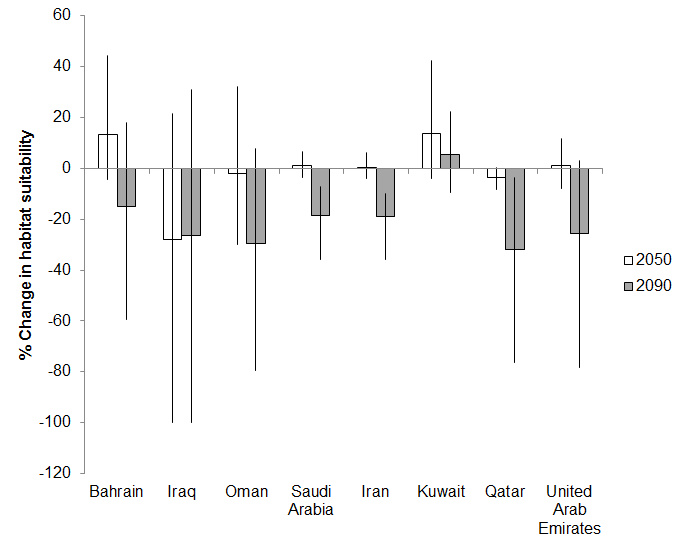 60
40
20
0
-20
-40
-60
-80
-100
-120
% Change in habitat suitability
Bahrain
Iraq
Oman
Saudi
Arabia
Iran
Kuwait
Qatar
United
Arab
Emirates
2050
2090